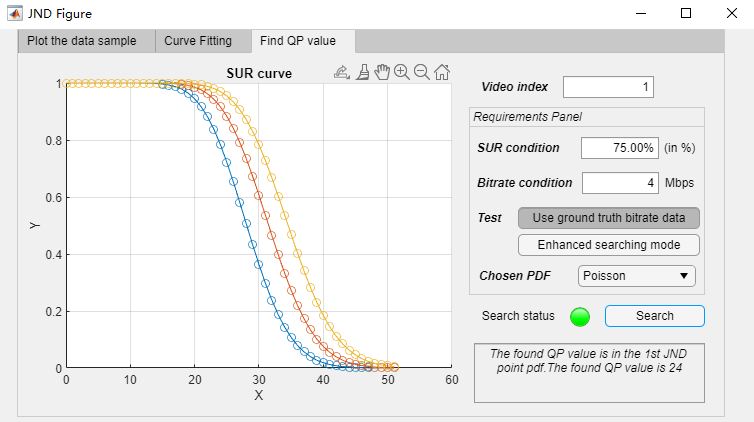 JND Figure
Plot the data sample
Curve Fitting
Find QP value
SUR curve
1
0.8
0.6
0.4
0.2
0
Y
0
10
20
30
40
50
60
X
Video index
1
Requirements Panel
SUR condition
75.00%
(in %)
Bitrate condition
4
Mbps
Test
Use ground truth bitrate data
Enhanced searching mode
Chosen PDF
Poisson
Search status
Search
The found QP value is in the 1st JND
point pdf.The found QP value is 24